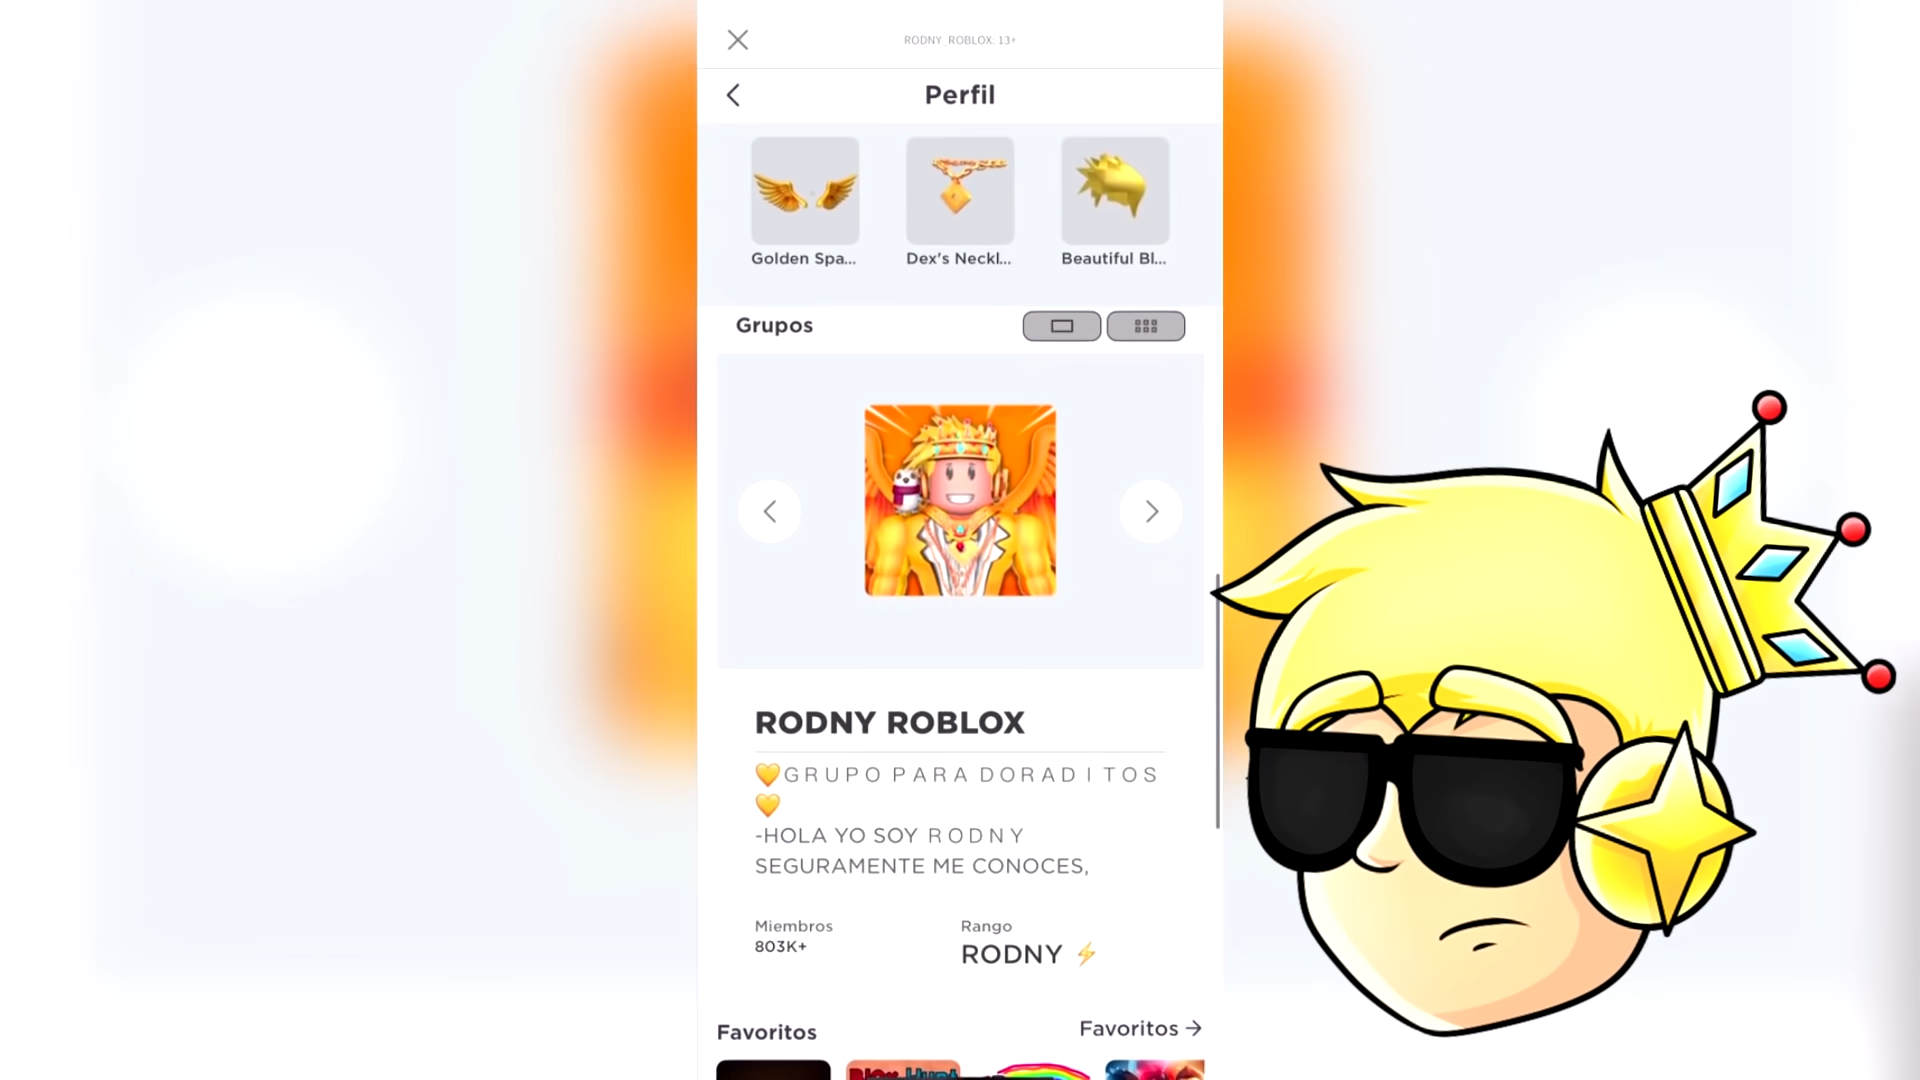 RODNY ROBLOX: 13+
Perfil
Golden Spa...
Dex's Neckl...
Beautiful Bl...
Grupos
RODNY ROBLOX
💛G R U P O P A R A D O R A D I T O S
💛
-HOLA YO SOY R O D N Y
SEGURAMENTE ME CONOCES,
Miembros
803K+
Rango
RODNY ⚡
Favoritos
Favoritos →